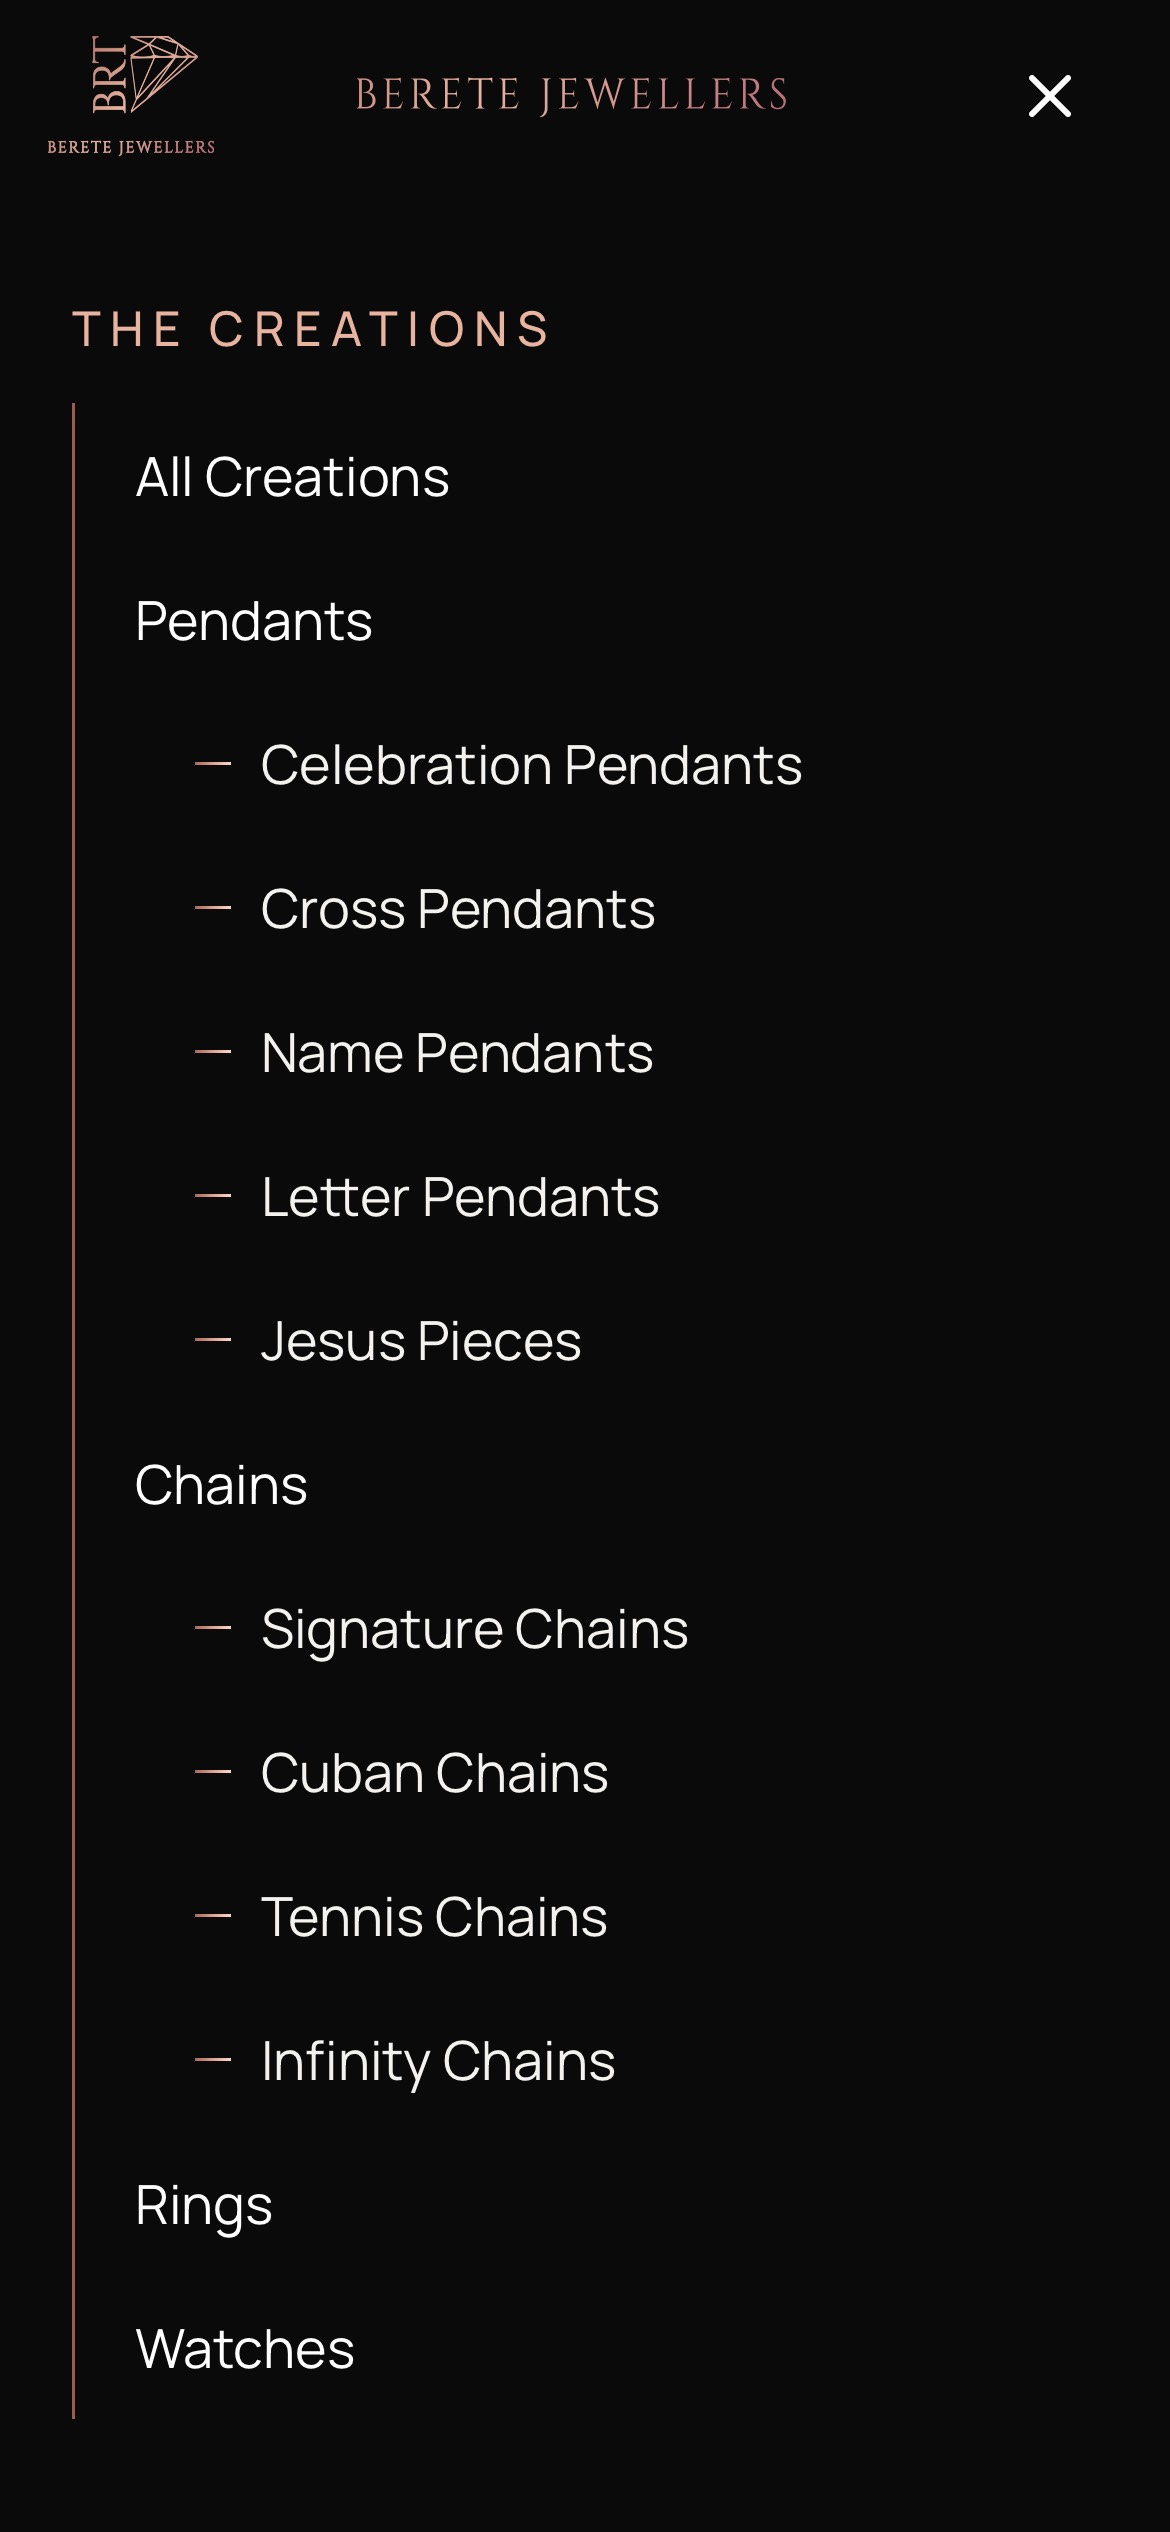 BRT
BERETE JEWELLERS
BERETE JEWELLERS
THE CREATIONS
All Creations
Pendants
Celebration Pendants
Cross Pendants
Name Pendants
Letter Pendants
Jesus Pieces
Chains
Signature Chains
Cuban Chains
Tennis Chains
Infinity Chains
Rings
Watches